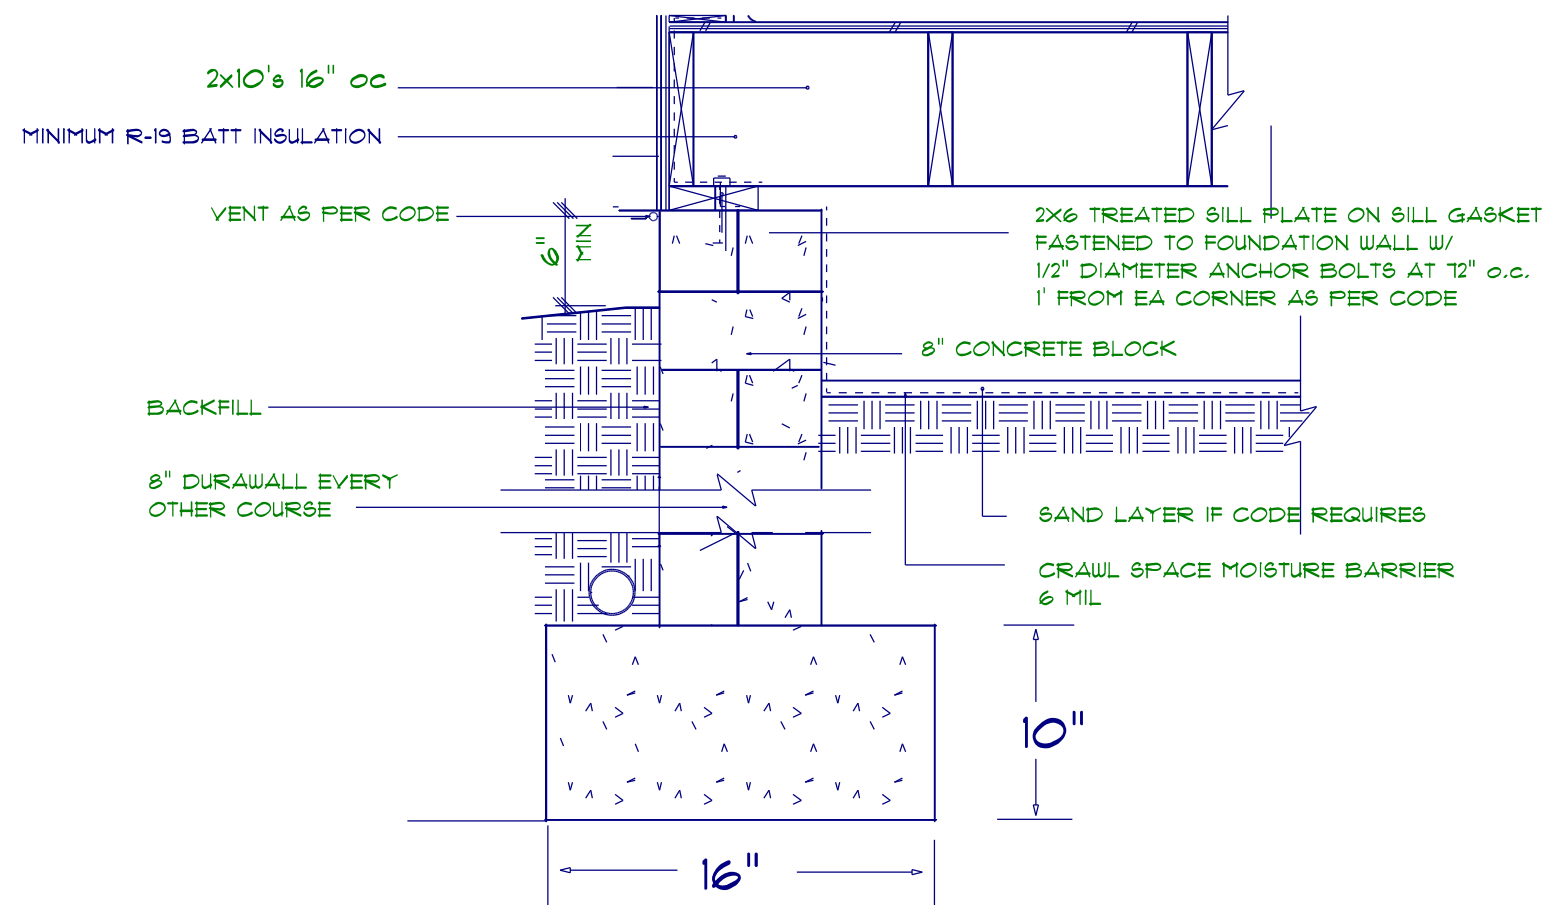 2x10's 16" oc
MINIMUM R-19 BATT INSULATION
VENT AS PER CODE
6"
MIN
2X6 TREATED SILL PLATE ON SILL GASKET
FASTENED TO FOUNDATION WALL W/
1/2" DIAMETER ANCHOR BOLTS AT 72" o.c.
1' FROM EA CORNER AS PER CODE
8" CONCRETE BLOCK
BACKFILL
8" DURAWALL EVERY
OTHER COURSE
SAND LAYER IF CODE REQUIRES
CRAWL SPACE MOISTURE BARRIER
6 MIL
10"
16"